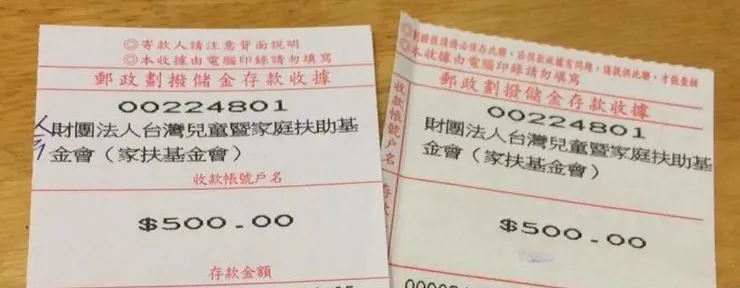 ◎寄款人請注意背面說明
◎本收據由電腦印錄請勿填寫
郵政劃撥儲金存款收據
00224801
財團法人台灣兒童暨家庭扶助基
金會(家扶基金會)
收款帳號戶名
$500.00
存款金額
◎本收據由電腦印錄請勿填寫
郵政劃撥儲金存款收據
收款帳號戶名
00224801
財團法人台灣兒童暨家庭扶助基
金會(家扶基金會)
$500.00
存款